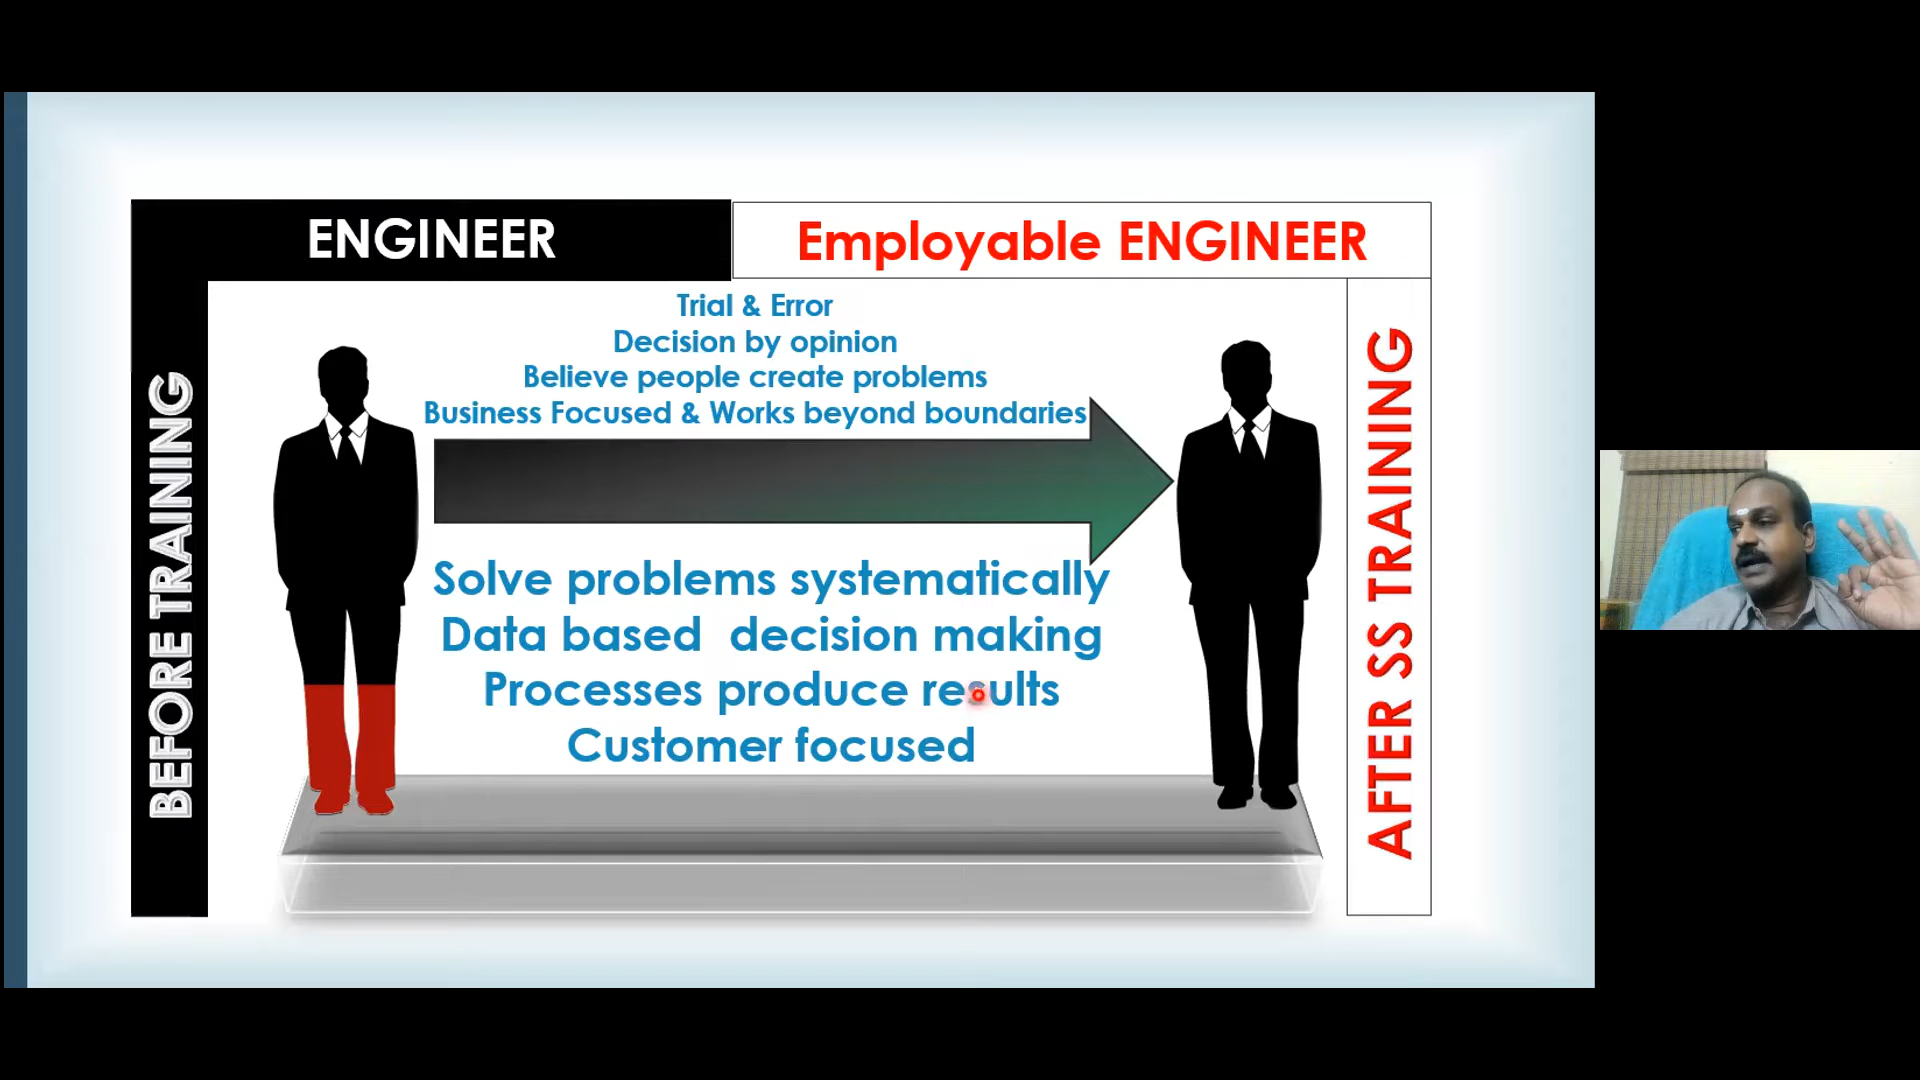 ENGINEER
Employable ENGINEER
BEFORE TRAINING
Trial & Error
Decision by opinion
Believe people create problems
Business Focused & Works beyond boundaries
Solve problems systematically
Data based decision making
Processes produce results
Customer focused
AFTER SS TRAINING